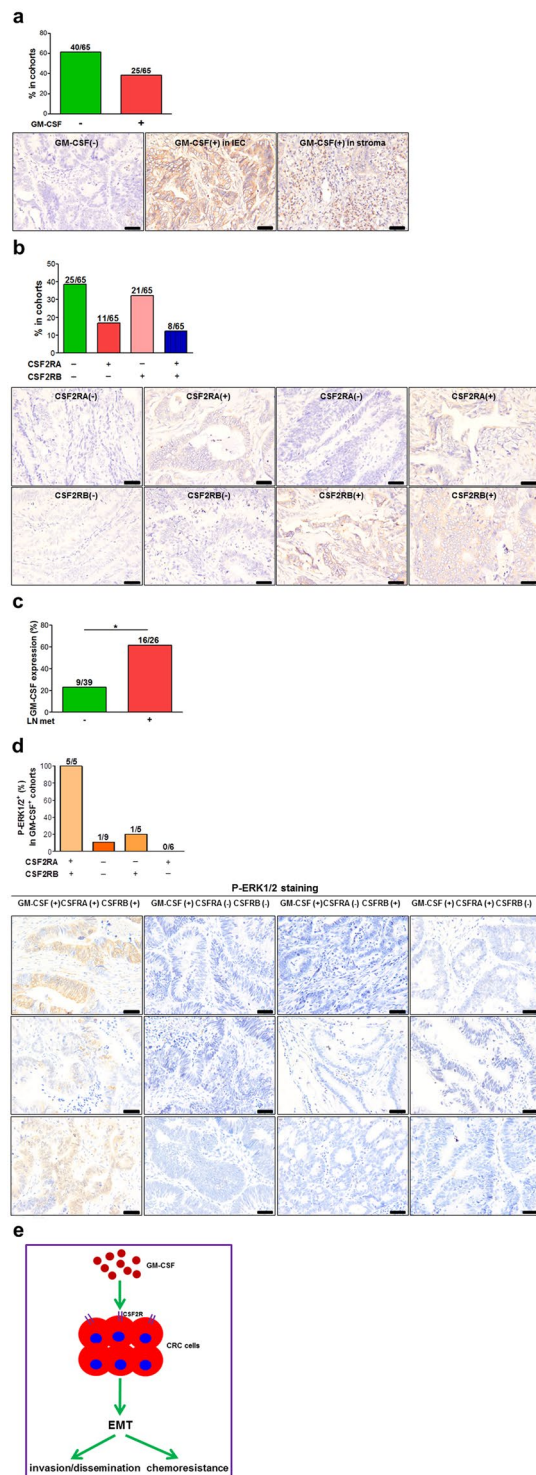 a
% in cohorts
80
60
40
20
0
40/65
25/65
GM-CSF - +
GM-CSF(-) GM-CSF(+) in IEC GM-CSF(+) in stroma
b
% in cohorts
50
40
30
20
10
0
25/65
11/65
21/65
8/65
CSF2RA – + – +
CSF2RB – – + +
CSF2RA(-) CSF2RA(+) CSF2RA(-) CSF2RA(+)
CSF2RB(-) CSF2RB(-) CSF2RB(+) CSF2RB(+)
c
GM-CSF expression (%)
80
60
40
20
0
*
9/39
16/26
LN met - +
d
P-ERK1/2⁺ (%)
In GM-CSF⁺ cohorts
100
80
60
40
20
0
5/5
1/9
1/5
0/6
CSF2RA + – – +
CSF2RB + – + –
P-ERK1/2 staining
GM-CSF (+) CSFRA (+) CSFRB (+) GM-CSF (+) CSFRA (-) CSFRB (-) GM-CSF (+) CSFRA (-) CSFRB (+) GM-CSF (+) CSFRA (+) CSFRB (-)
e
GM-CSF
CSF2R
CRC cells
EMT
invasion/dissemination chemoresistance